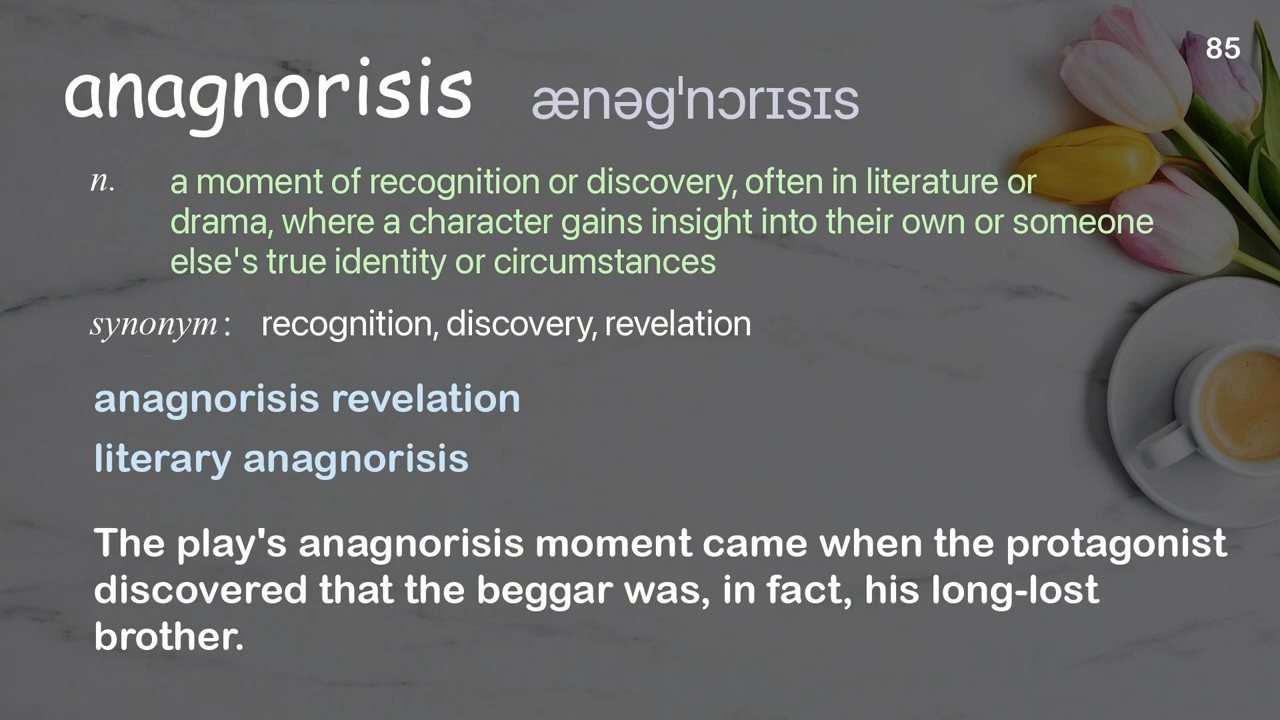 85
anagnorisis ænəg'nɔrɪsɪs
n. a moment of recognition or discovery, often in literature or
drama, where a character gains insight into their own or someone
else's true identity or circumstances
synonym: recognition, discovery, revelation
anagnorisis revelation
literary anagnorisis
The play's anagnorisis moment came when the protagonist
discovered that the beggar was, in fact, his long-lost
brother.